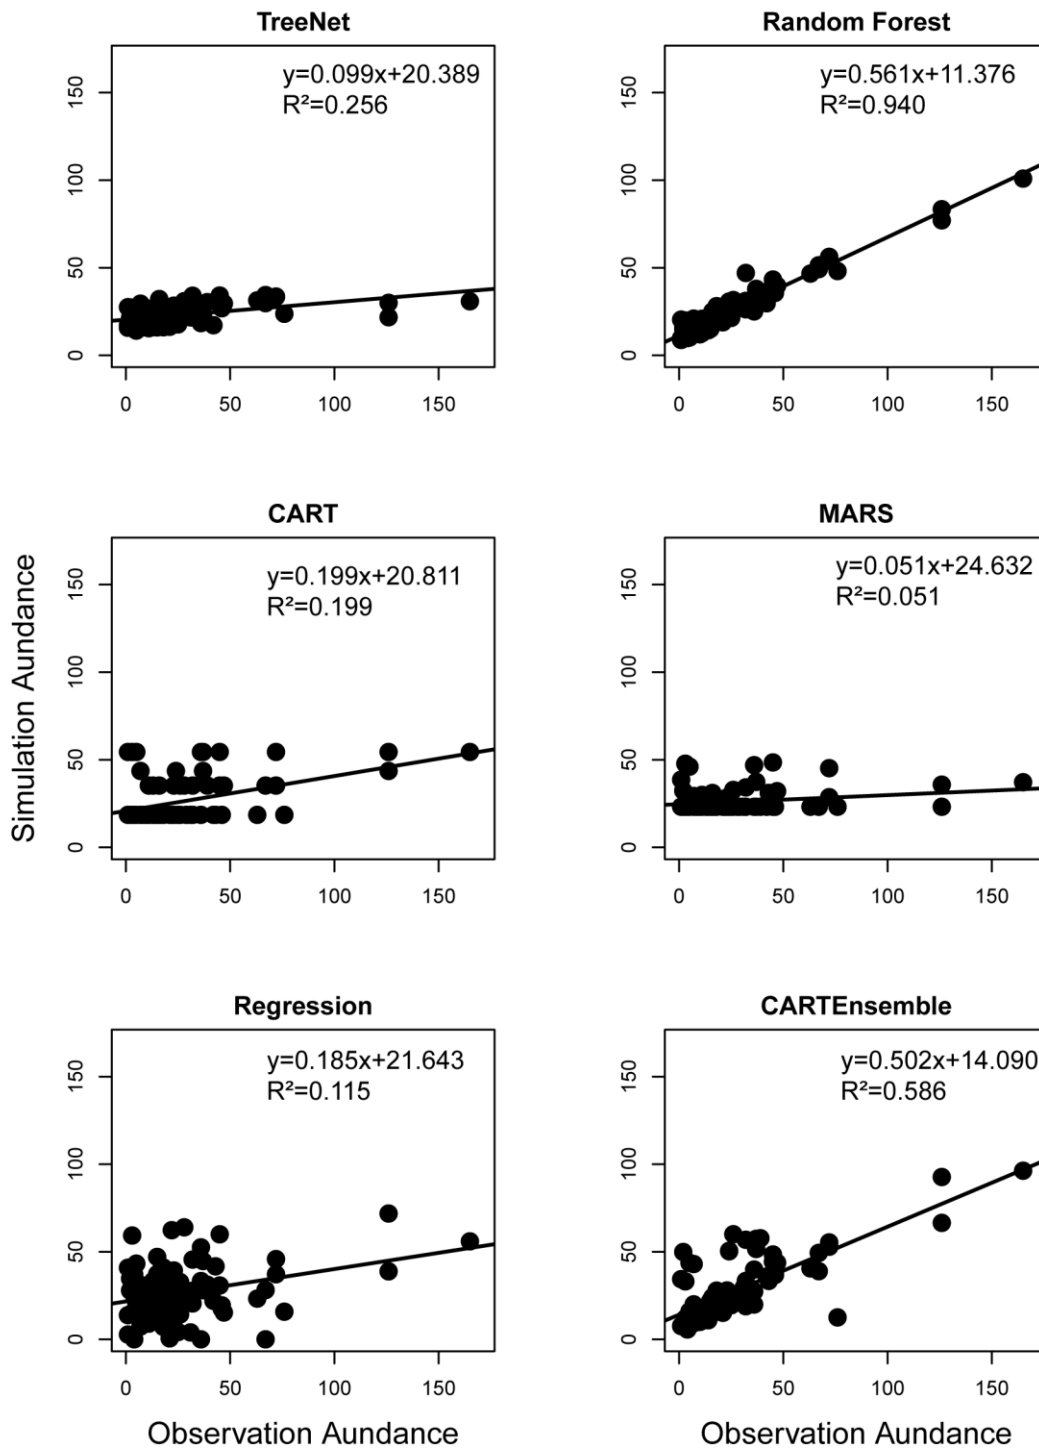 TreeNet
y=0.099x+20.389
R²=0.256
150
100
50
0
0 50 100 150
Random Forest
y=0.561x+11.376
R²=0.940
150
100
50
0
0 50 100 150
CART
y=0.199x+20.811
R²=0.199
150
100
50
0
0 50 100 150
MARS
y=0.051x+24.632
R²=0.051
150
100
50
0
0 50 100 150
Simulation Aundance
Regression
y=0.185x+21.643
R²=0.115
150
100
50
0
0 50 100 150
Observation Aundance
CARTEnsemble
y=0.502x+14.090
R²=0.586
150
100
50
0
0 50 100 150
Observation Aundance